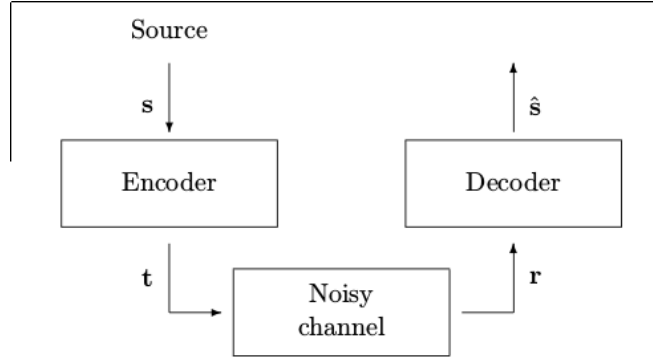 Source
s
ŝ
Encoder
Decoder
t
r
Noisy
channel